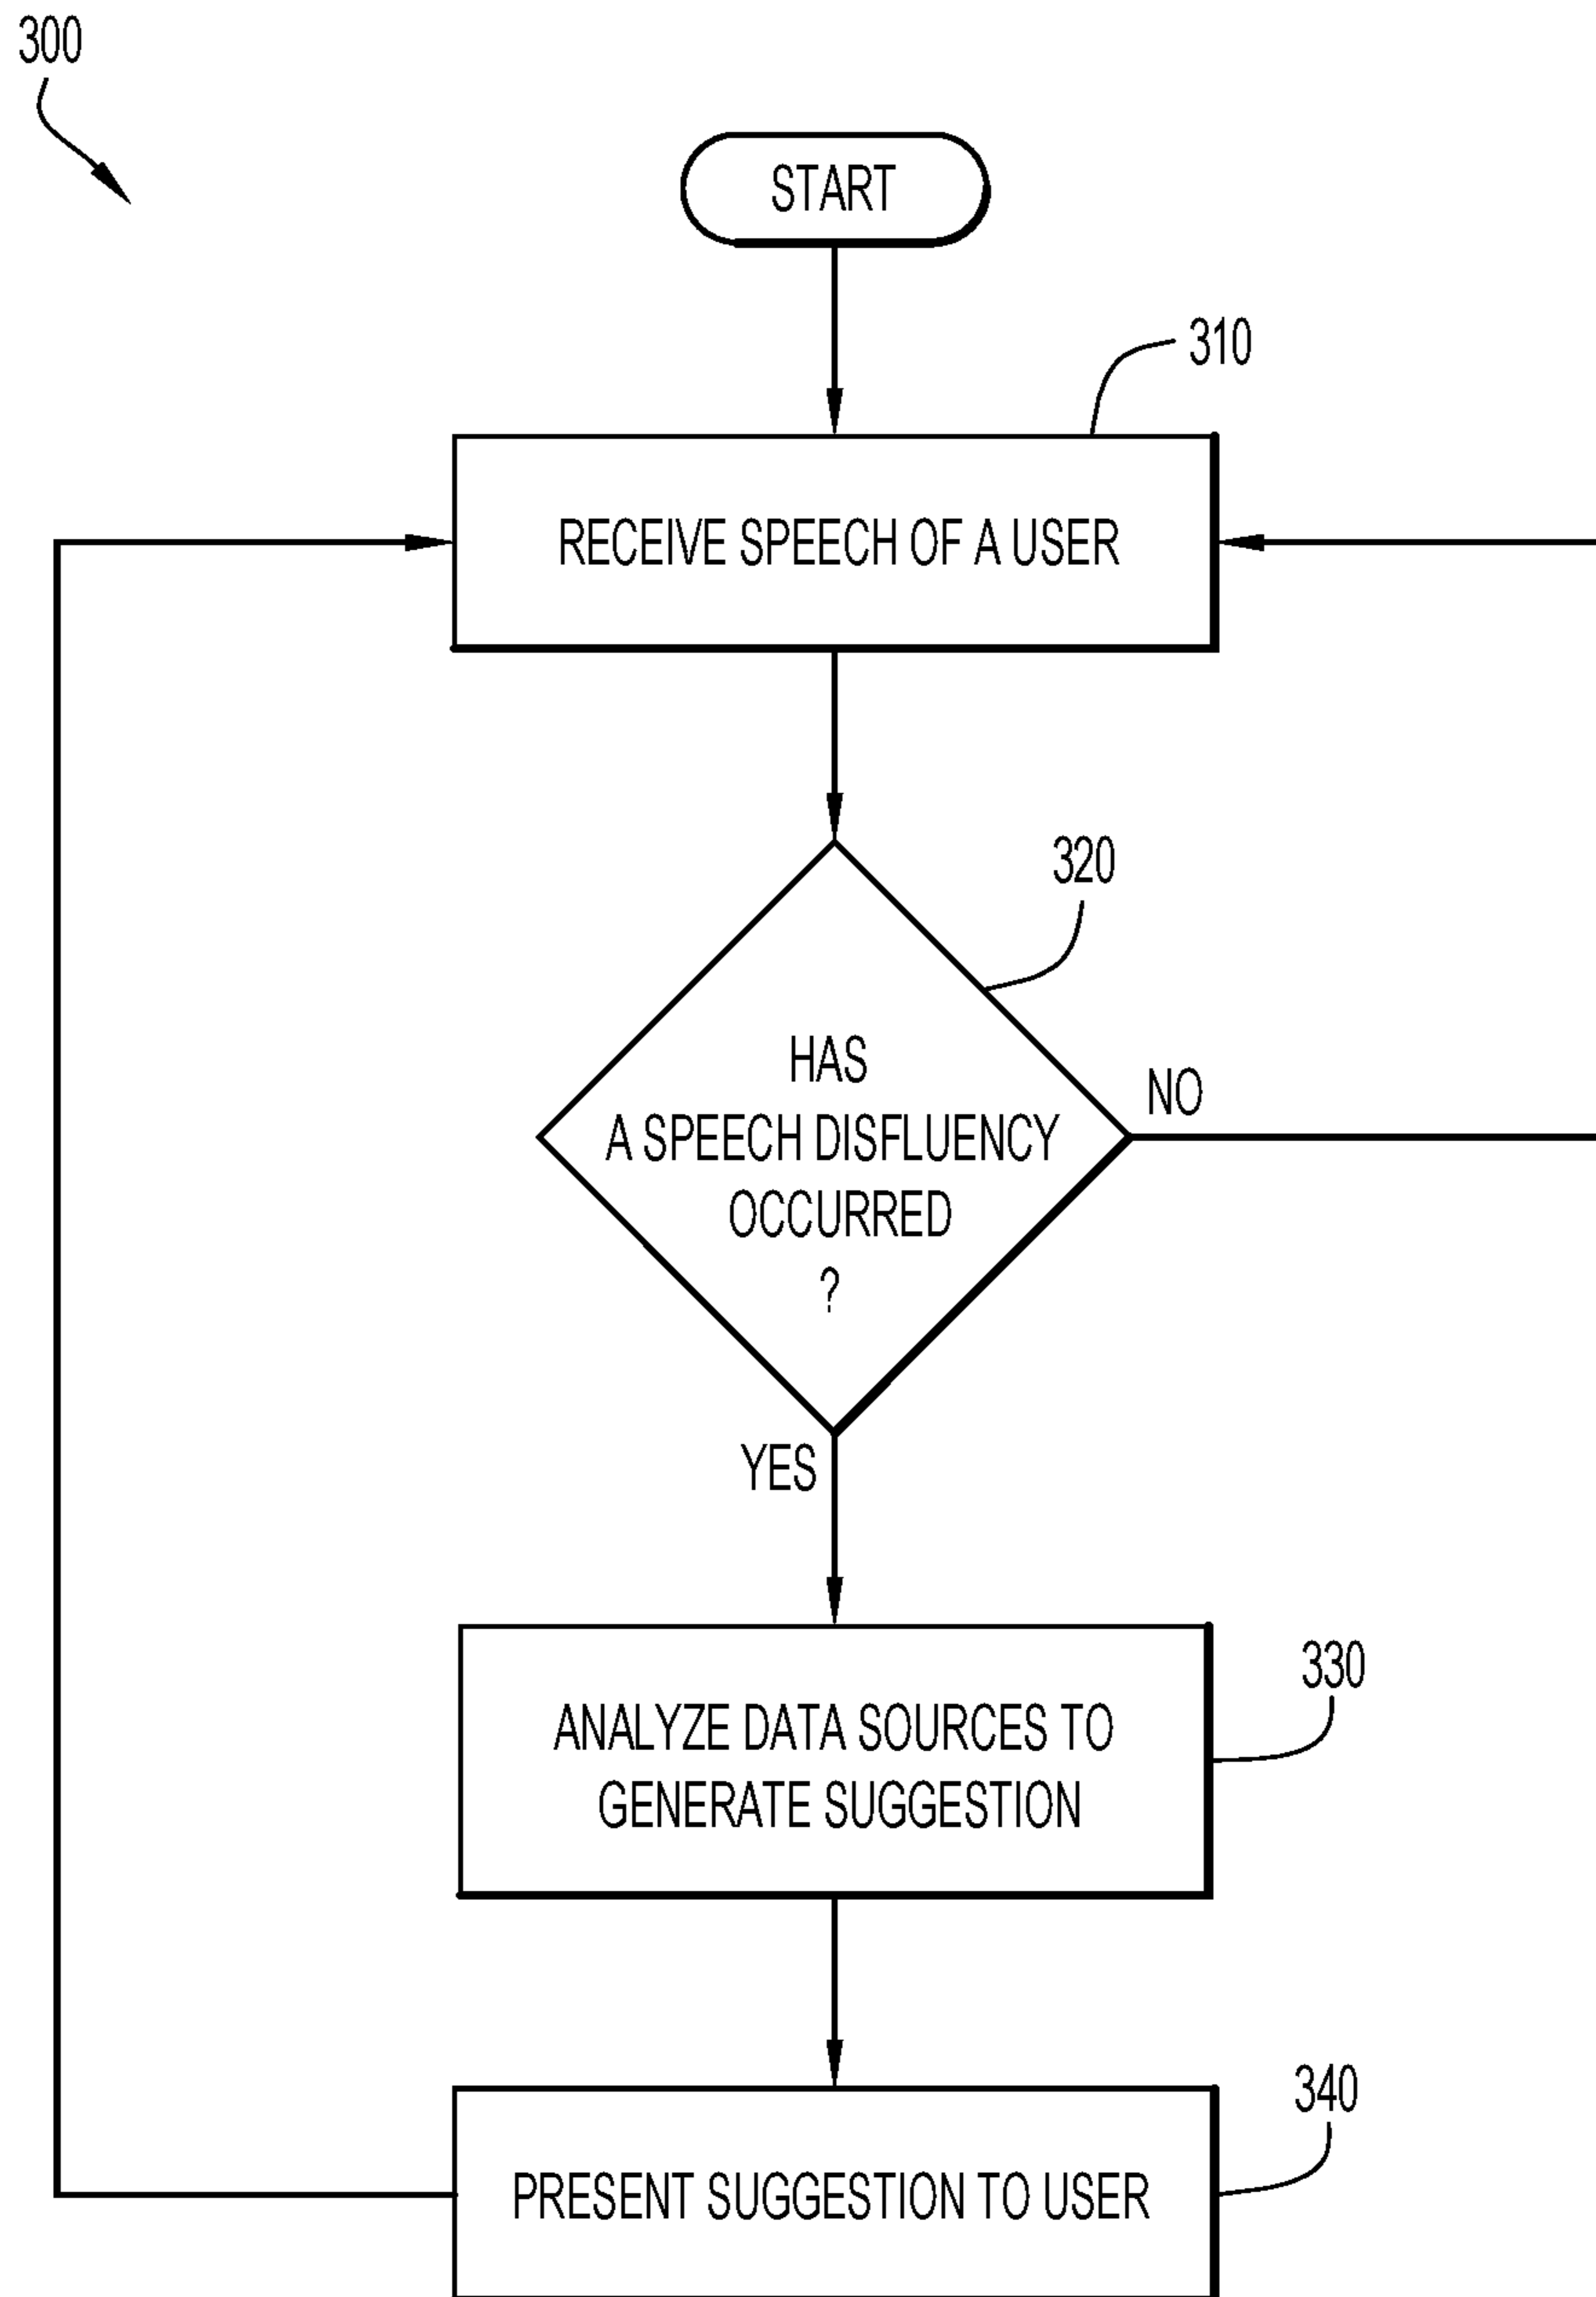 300
START
310
RECEIVE SPEECH OF A USER
320
HAS
A SPEECH DISFLUENCY
OCCURRED
?
NO
YES
330
ANALYZE DATA SOURCES TO
GENERATE SUGGESTION
340
PRESENT SUGGESTION TO USER